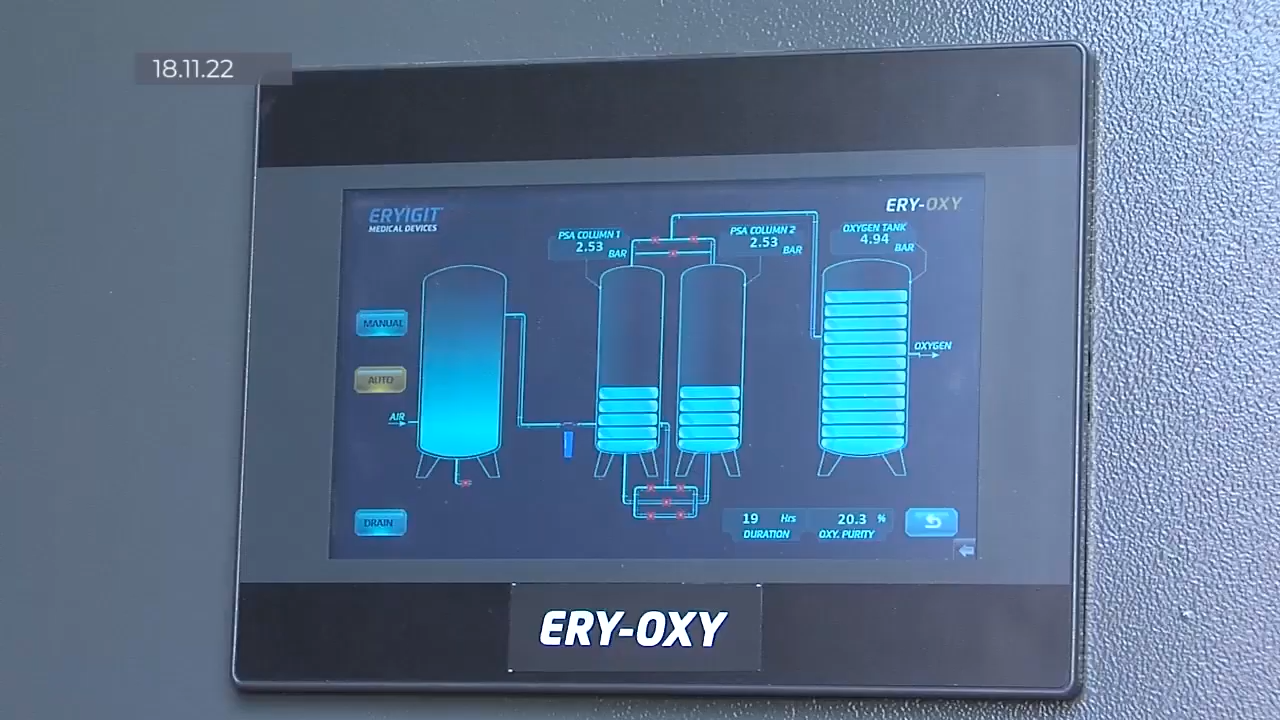 18.11.22
ERYİGİT
MEDICAL DEVICES
ERY-OXY
PSA COLUMN 1
2.53
BAR
PSA COLUMN 2
2.53
BAR
OXYGEN TANK
4.94
BAR
MANUAL
AUTO
OXYGEN
AIR
DRAIN
19 Hrs
DURATION
20.3 %
OXY. PURITY
ERY-OXY